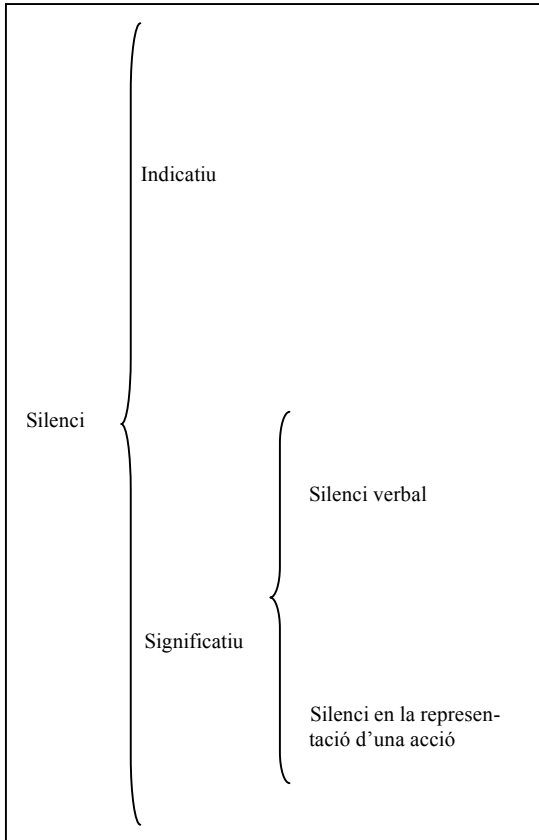 Indicatiu
Silenci
Silenci verbal
Significatiu
Silenci en la represen-
tació d’una acció